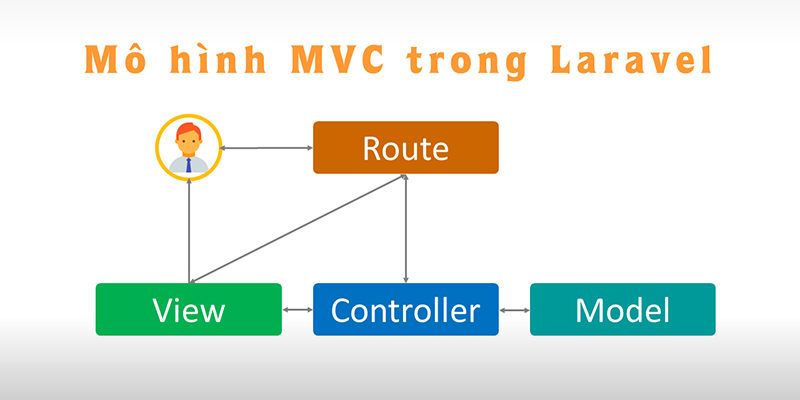 Mô hình MVC trong Laravel
Route
View
Controller
Model